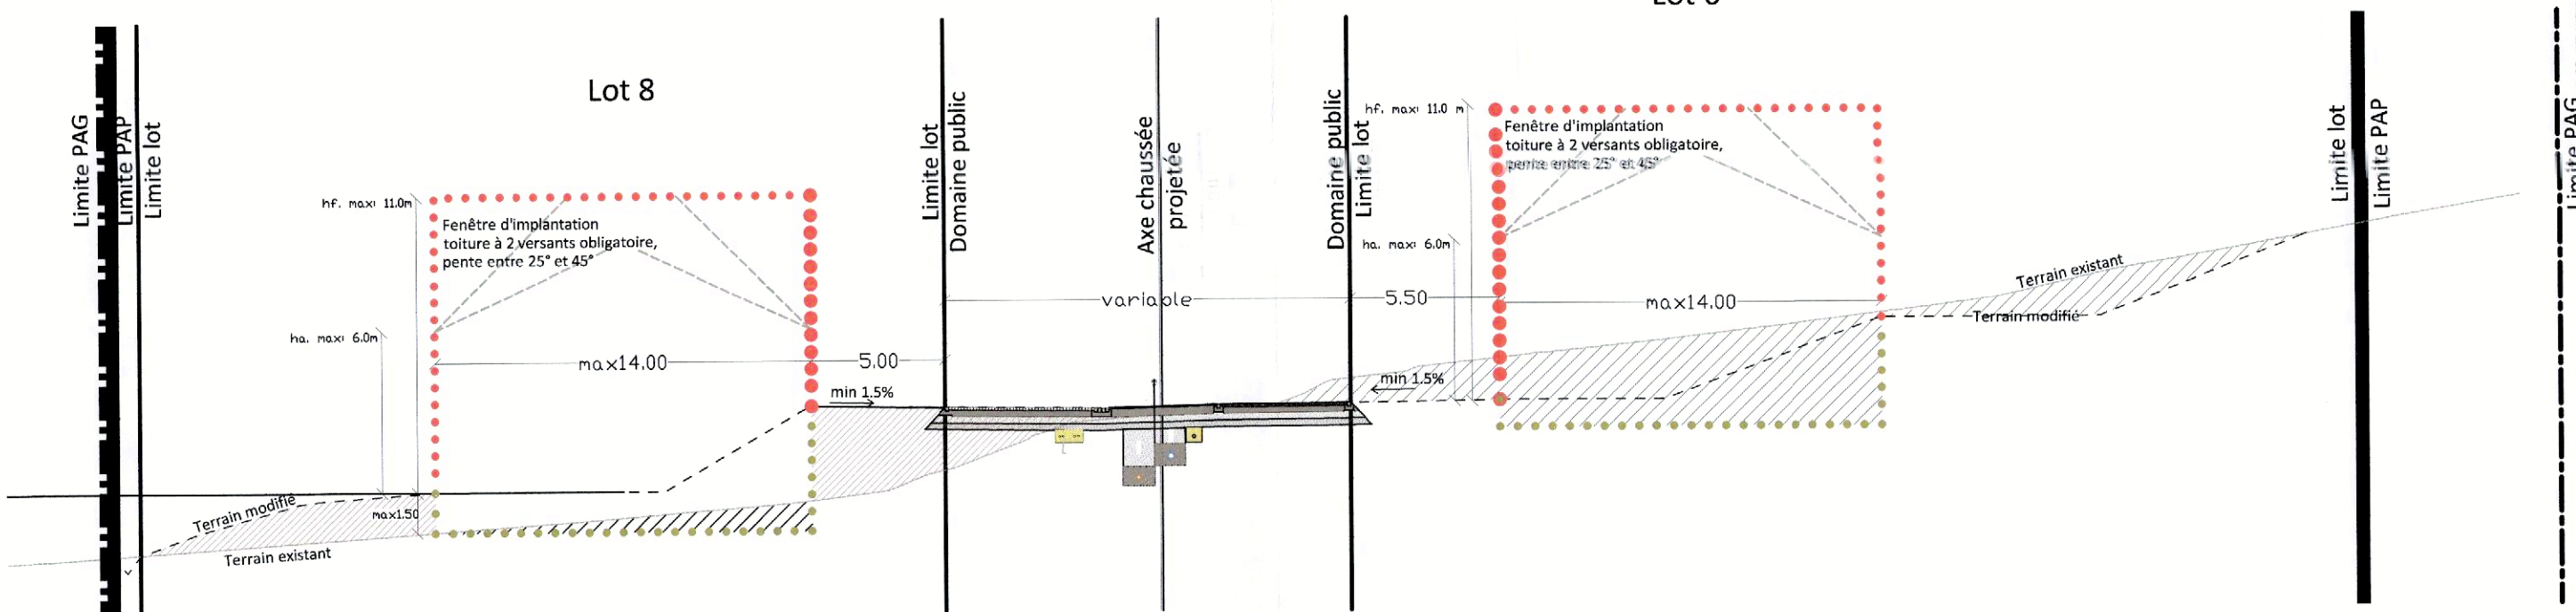 Lot 8
Limite PAG
Limite PAP
Limite lot
hf. max: 11.0m
Fenêtre d'implantation
toiture à 2 versants obligatoire,
pente entre 25° et 45°
ha. max: 6.0m
max14.00
5.00
min 1.5%
Terrain modifié
max1.50
Terrain existant
Limite lot
Domaine public
Axe chaussée
projetée
variable
Domaine public
Limite lot
hf. max: 11.0 m
Fenêtre d'implantation
toiture à 2 versants obligatoire,
pente entre 25° et 45°
ha. max: 6.0m
5.50
max14.00
min 1.5%
Terrain existant
Terrain modifié
Limite lot
Limite PAP